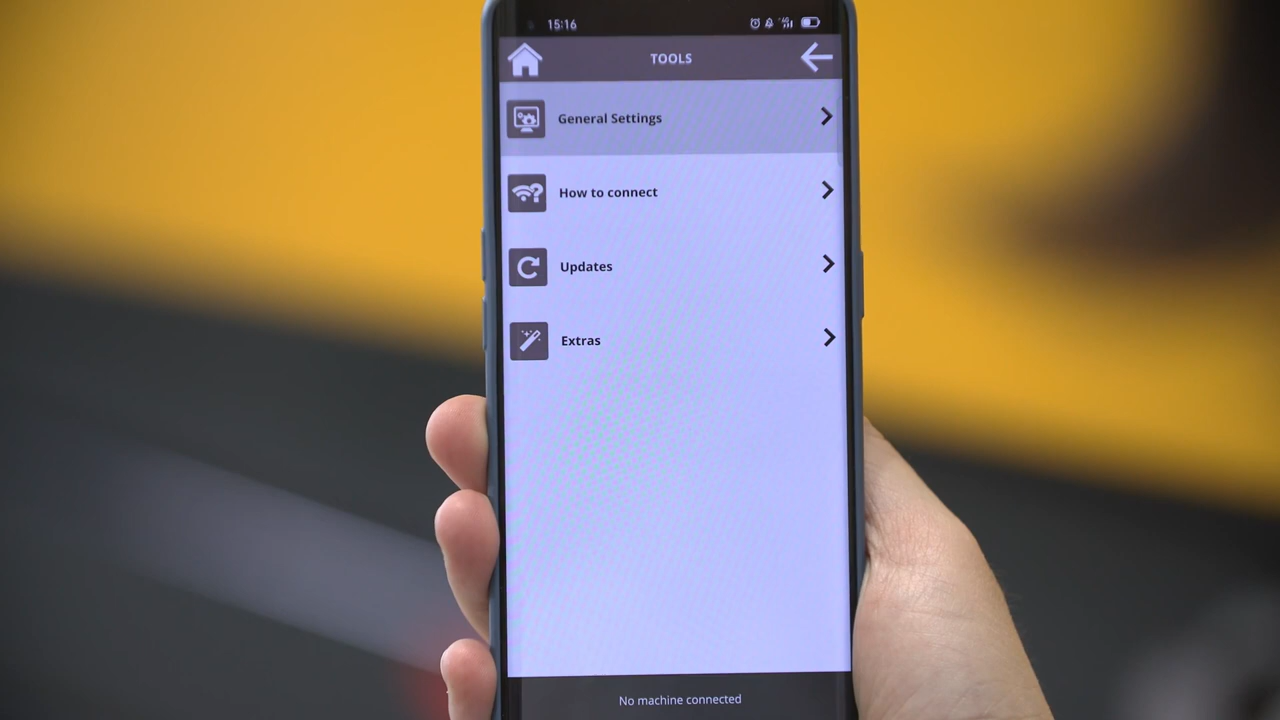 15:16
TOOLS
General Settings
How to connect
Updates
Extras
No machine connected